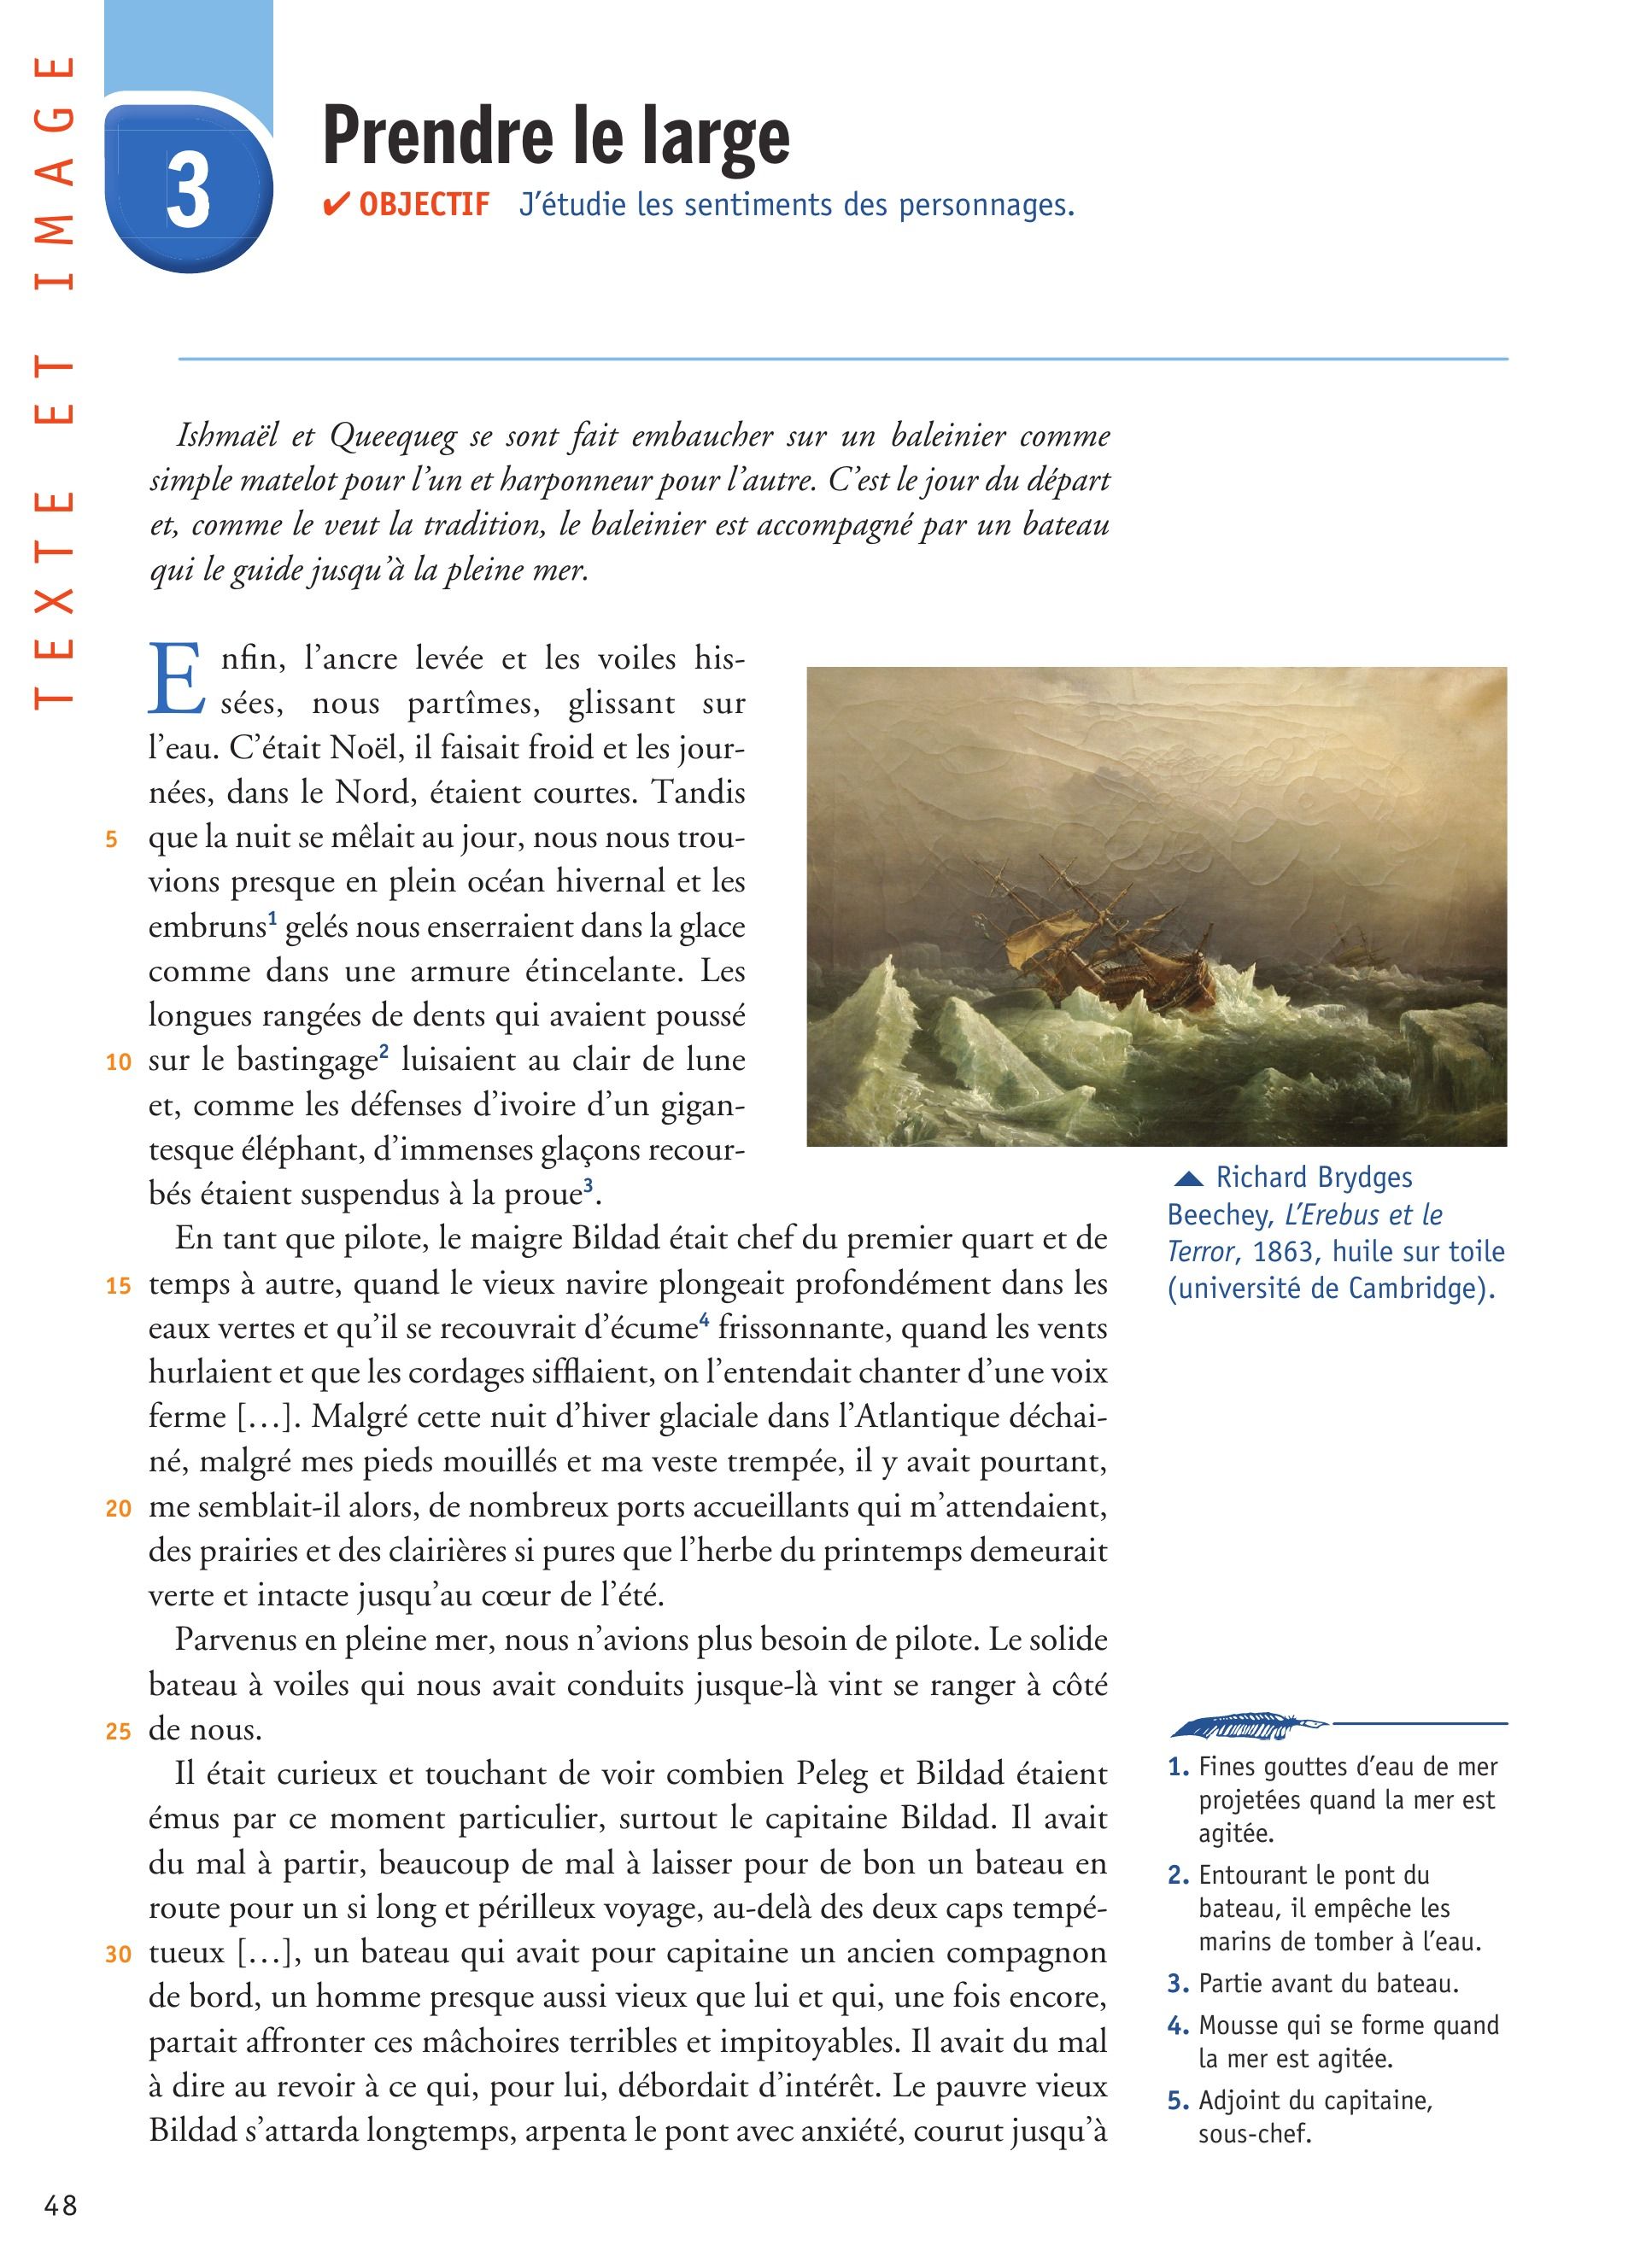 TEXTE ET IMAGE
3
Prendre le large
✔ OBJECTIF J’étudie les sentiments des personnages.
Ishmaël et Queequeg se sont fait embaucher sur un baleinier comme
simple matelot pour l’un et harponneur pour l’autre. C’est le jour du départ
et, comme le veut la tradition, le baleinier est accompagné par un bateau
qui le guide jusqu’à la pleine mer.
Enfin, l’ancre levée et les voiles his-
sées, nous partîmes, glissant sur
l’eau. C’était Noël, il faisait froid et les jour-
nées, dans le Nord, étaient courtes. Tandis
5 que la nuit se mêlait au jour, nous nous trou-
vions presque en plein océan hivernal et les
embruns1 gelés nous enserraient dans la glace
comme dans une armure étincelante. Les
longues rangées de dents qui avaient poussé
10 sur le bastingage2 luisaient au clair de lune
et, comme les défenses d’ivoire d’un gigan-
tesque éléphant, d’immenses glaçons recour-
bés étaient suspendus à la proue3.
En tant que pilote, le maigre Bildad était chef du premier quart et de
15 temps à autre, quand le vieux navire plongeait profondément dans les
eaux vertes et qu’il se recouvrait d’écume4 frissonnante, quand les vents
hurlaient et que les cordages sifflaient, on l’entendait chanter d’une voix
ferme […]. Malgré cette nuit d’hiver glaciale dans l’Atlantique déchai-
né, malgré mes pieds mouillés et ma veste trempée, il y avait pourtant,
20 me semblait-il alors, de nombreux ports accueillants qui m’attendaient,
des prairies et des clairières si pures que l’herbe du printemps demeurait
verte et intacte jusqu’au cœur de l’été.
Parvenus en pleine mer, nous n’avions plus besoin de pilote. Le solide
bateau à voiles qui nous avait conduits jusque-là vint se ranger à côté
25 de nous.
Il était curieux et touchant de voir combien Peleg et Bildad étaient
émus par ce moment particulier, surtout le capitaine Bildad. Il avait
du mal à partir, beaucoup de mal à laisser pour de bon un bateau en
route pour un si long et périlleux voyage, au-delà des deux caps tempé-
30 tueux […], un bateau qui avait pour capitaine un ancien compagnon
de bord, un homme presque aussi vieux que lui et qui, une fois encore,
partait affronter ces mâchoires terribles et impitoyables. Il avait du mal
à dire au revoir à ce qui, pour lui, débordait d’intérêt. Le pauvre vieux
Bildad s’attarda longtemps, arpenta le pont avec anxiété, courut jusqu’à
▲ Richard Brydges
Beechey, L’Erebus et le
Terror, 1863, huile sur toile
(université de Cambridge).
1. Fines gouttes d’eau de mer
projetées quand la mer est
agitée.
2. Entourant le pont du
bateau, il empêche les
marins de tomber à l’eau.
3. Partie avant du bateau.
4. Mousse qui se forme quand
la mer est agitée.
5. Adjoint du capitaine,
sous-chef.
48